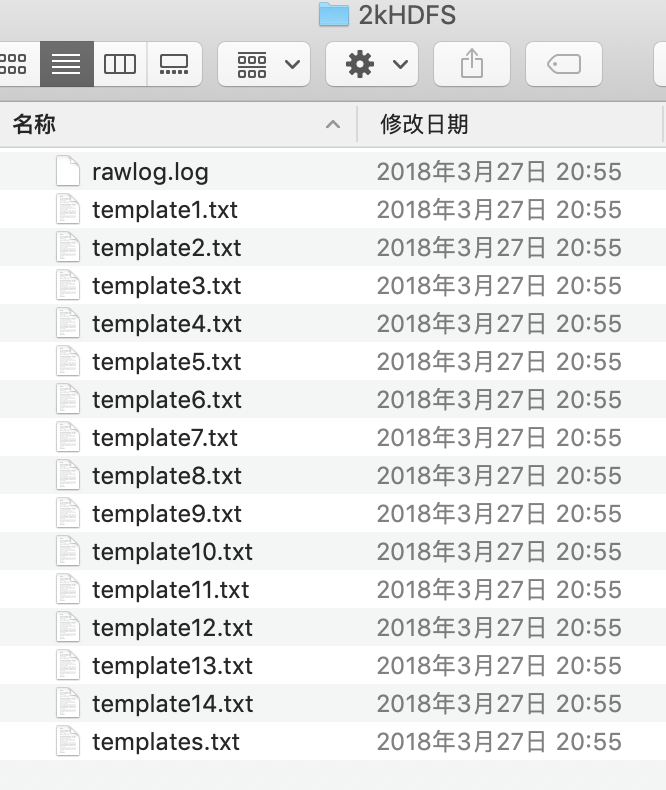 2kHDFS
名称 修改日期
rawlog.log 2018年3月27日 20:55
template1.txt 2018年3月27日 20:55
template2.txt 2018年3月27日 20:55
template3.txt 2018年3月27日 20:55
template4.txt 2018年3月27日 20:55
template5.txt 2018年3月27日 20:55
template6.txt 2018年3月27日 20:55
template7.txt 2018年3月27日 20:55
template8.txt 2018年3月27日 20:55
template9.txt 2018年3月27日 20:55
template10.txt 2018年3月27日 20:55
template11.txt 2018年3月27日 20:55
template12.txt 2018年3月27日 20:55
template13.txt 2018年3月27日 20:55
template14.txt 2018年3月27日 20:55
templates.txt 2018年3月27日 20:55